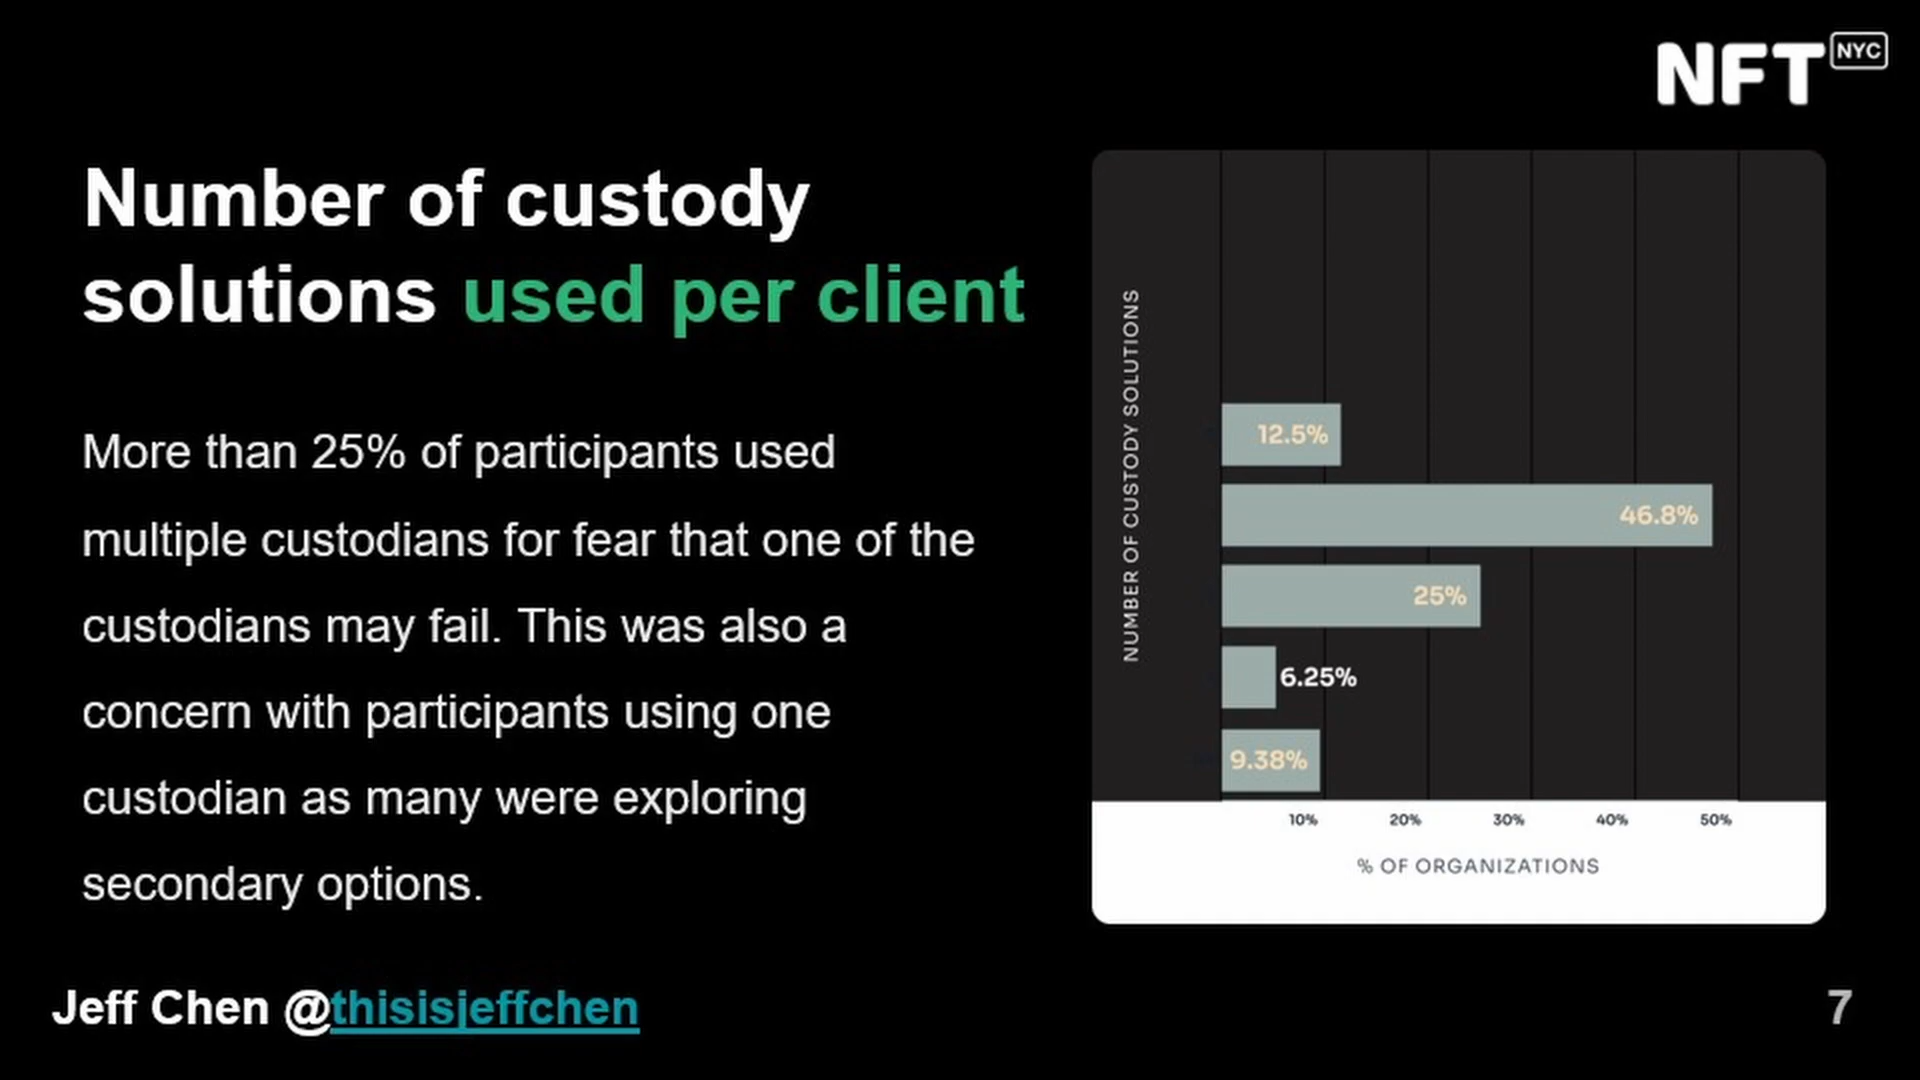 NFT NYC
Number of custody
solutions used per client
More than 25% of participants used
multiple custodians for fear that one of the
custodians may fail. This was also a
concern with participants using one
custodian as many were exploring
secondary options.
NUMBER OF CUSTODY SOLUTIONS
12.5%
46.8%
25%
6.25%
9.38%
10% 20% 30% 40% 50%
% OF ORGANIZATIONS
Jeff Chen @thisisjeffchen
7